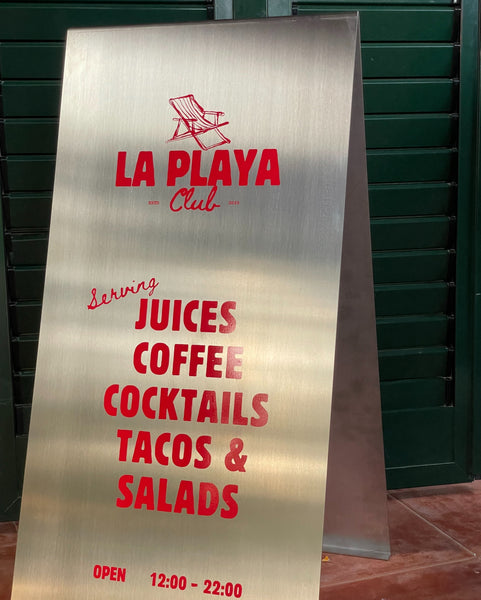 LA PLAYA
Club
Serving
JUICES
COFFEE
COCKTAILS
TACOS &
SALADS
OPEN 12:00 - 22:00